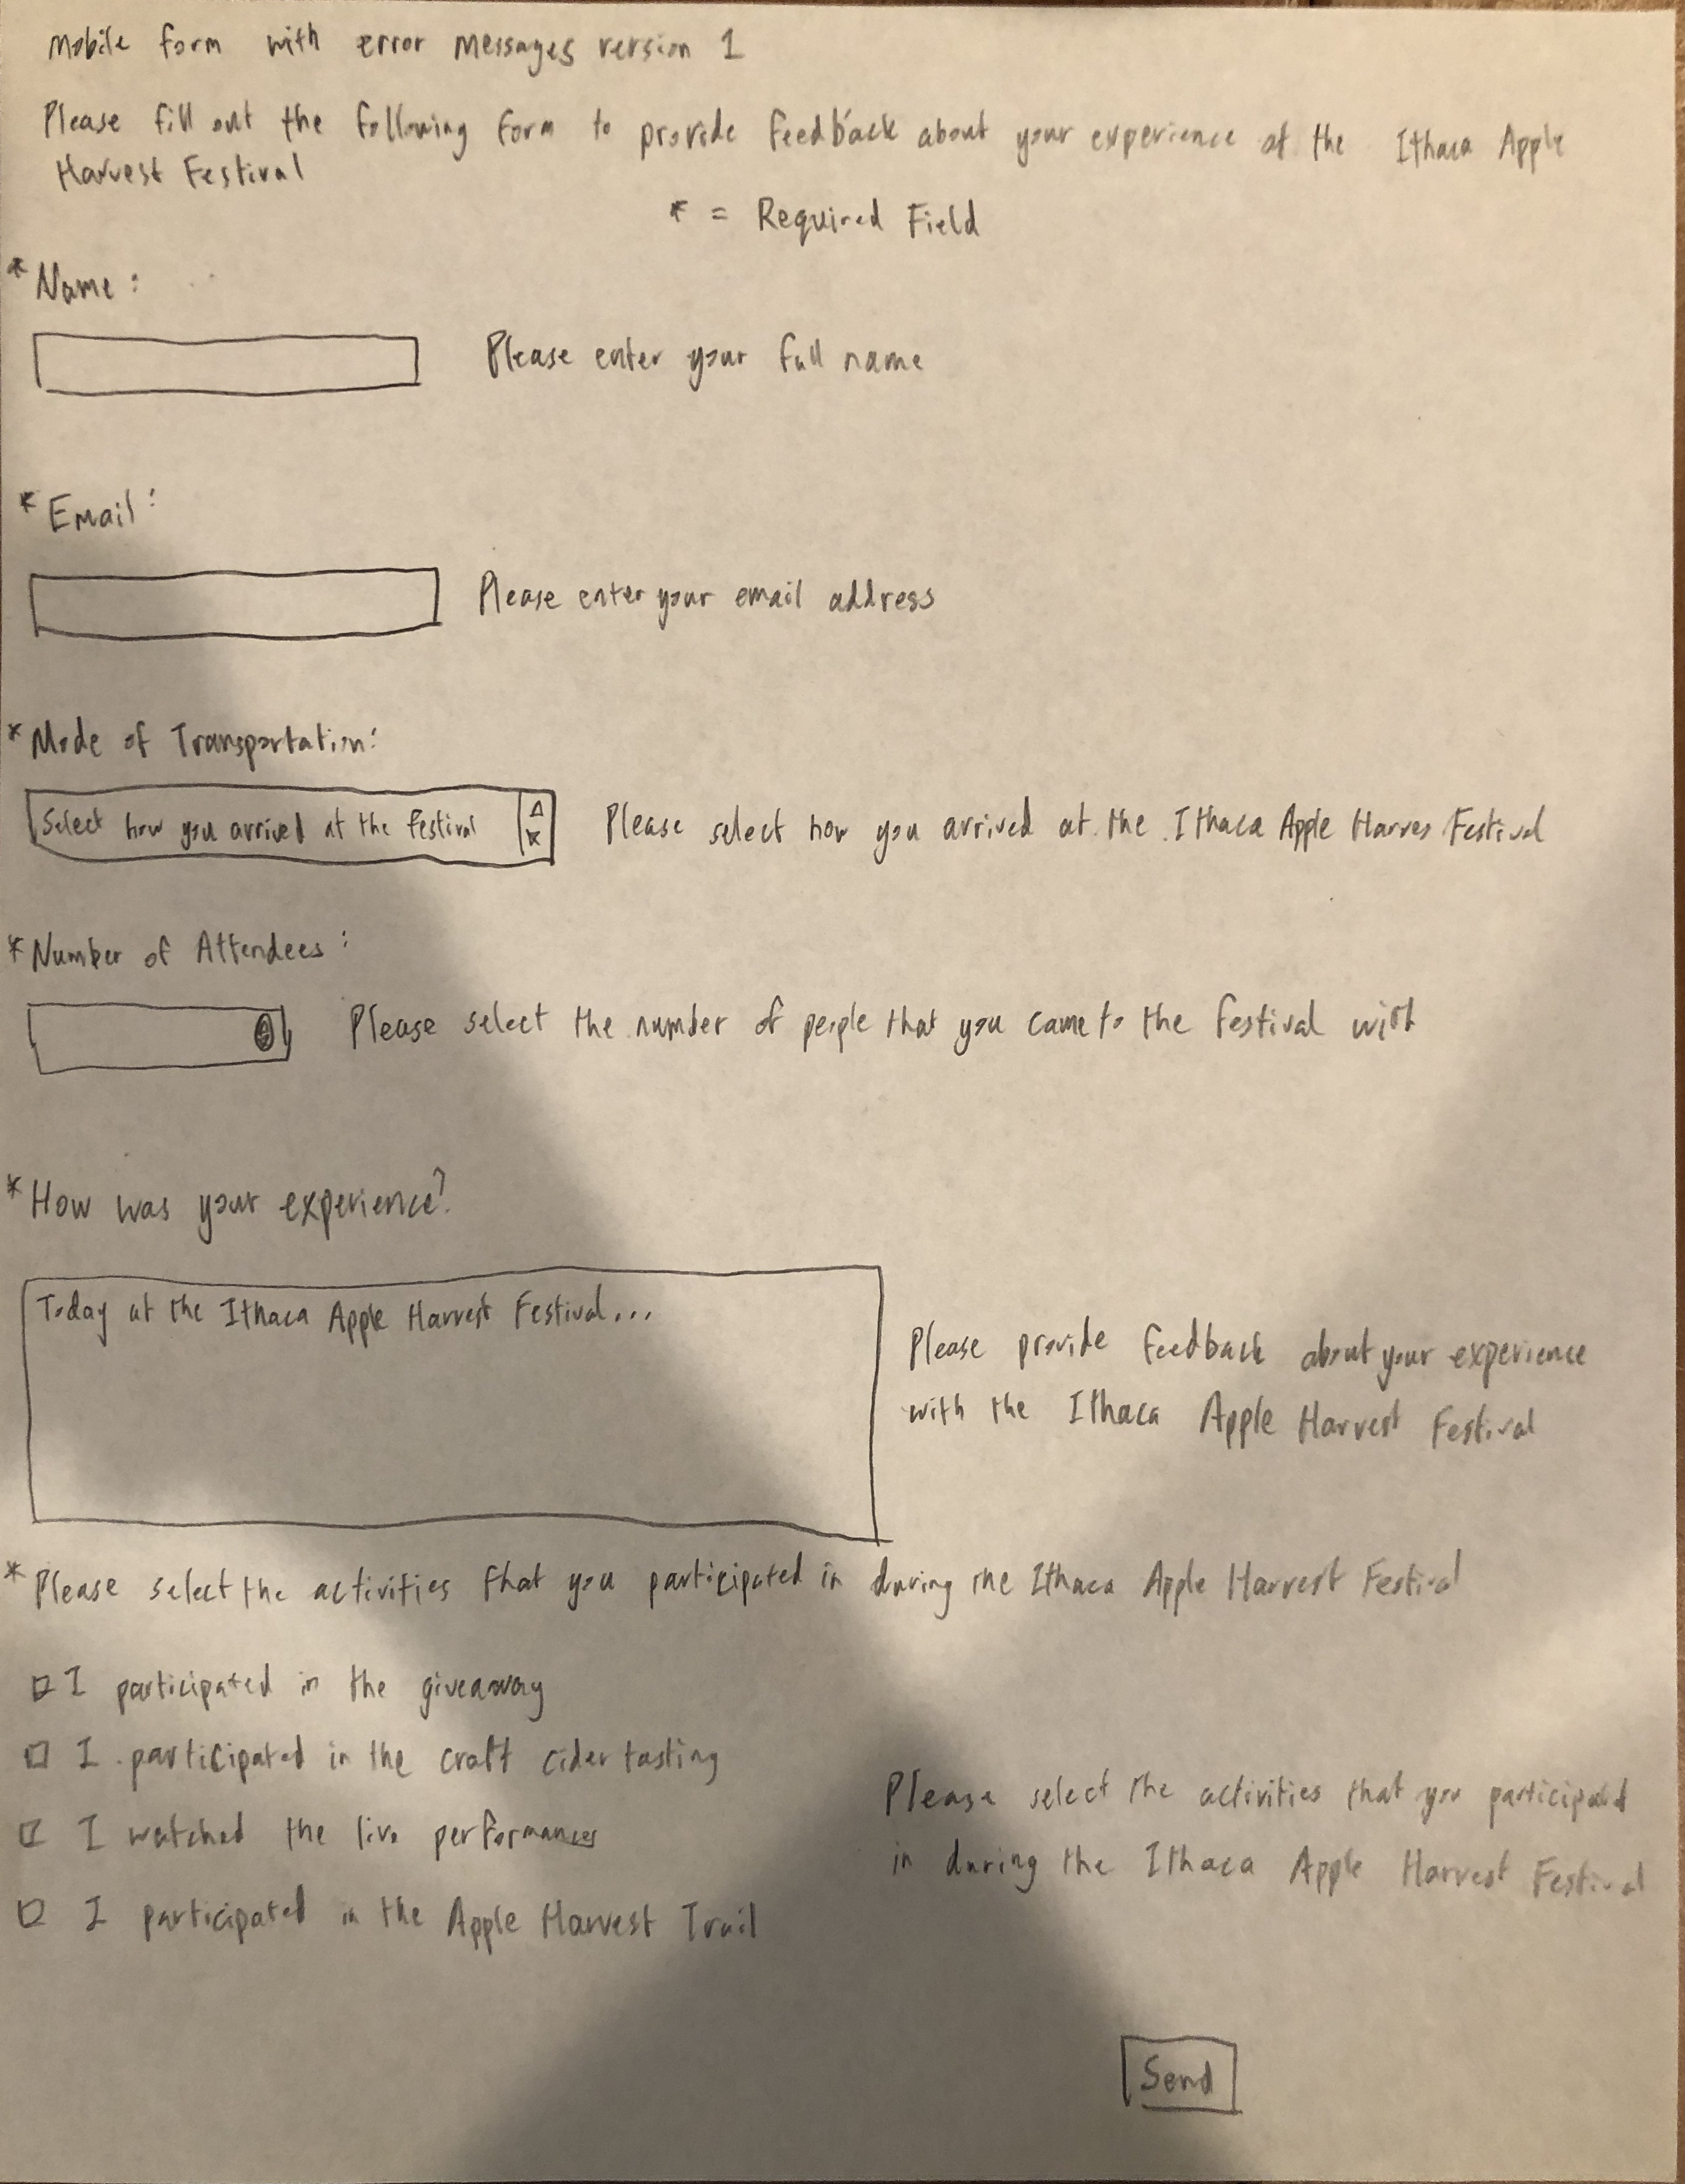 Mobile form with error messages version 1
Please fill out the following form to provide feedback about your experience at the Ithaca Apple
Harvest Festival
* = Required Field
*Name:
Please enter your full name
*Email:
Please enter your email address
*Mode of Transportation:
Select how you arrived at the festival
Please select how you arrived at the Ithaca Apple Harves Festival
*Number of Attendees:
Please select the number of people that you came to the festival with
*How was your experience?
Today at the Ithaca Apple Harvest Festival...
Please provide feedback about your experience
with the Ithaca Apple Harvest Festival
*Please select the activities that you participated in during the Ithaca Apple Harvest Festival
I participated in the giveaway
I participated in the craft cider tasting
I watched the live performances
I participated in the Apple Harvest Trail
Please select the activities that you participated
in during the Ithaca Apple Harvest Festival
Send